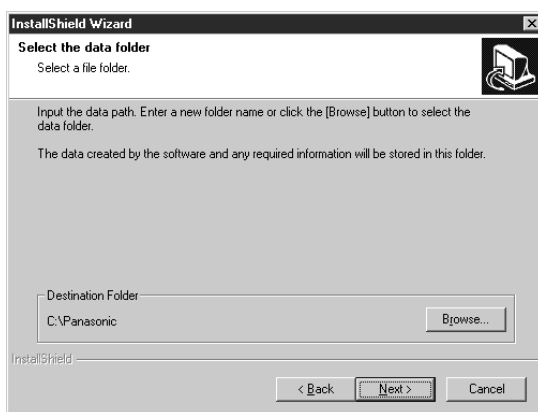 InstallShield Wizard
Select the data folder
Select a file folder.
Input the data path. Enter a new folder name or click the [Browse] button to select the
data folder.
The data created by the software and any required information will be stored in this folder.
Destination Folder
C:\Panasonic
Browse...
InstallShield
< Back
Next >
Cancel